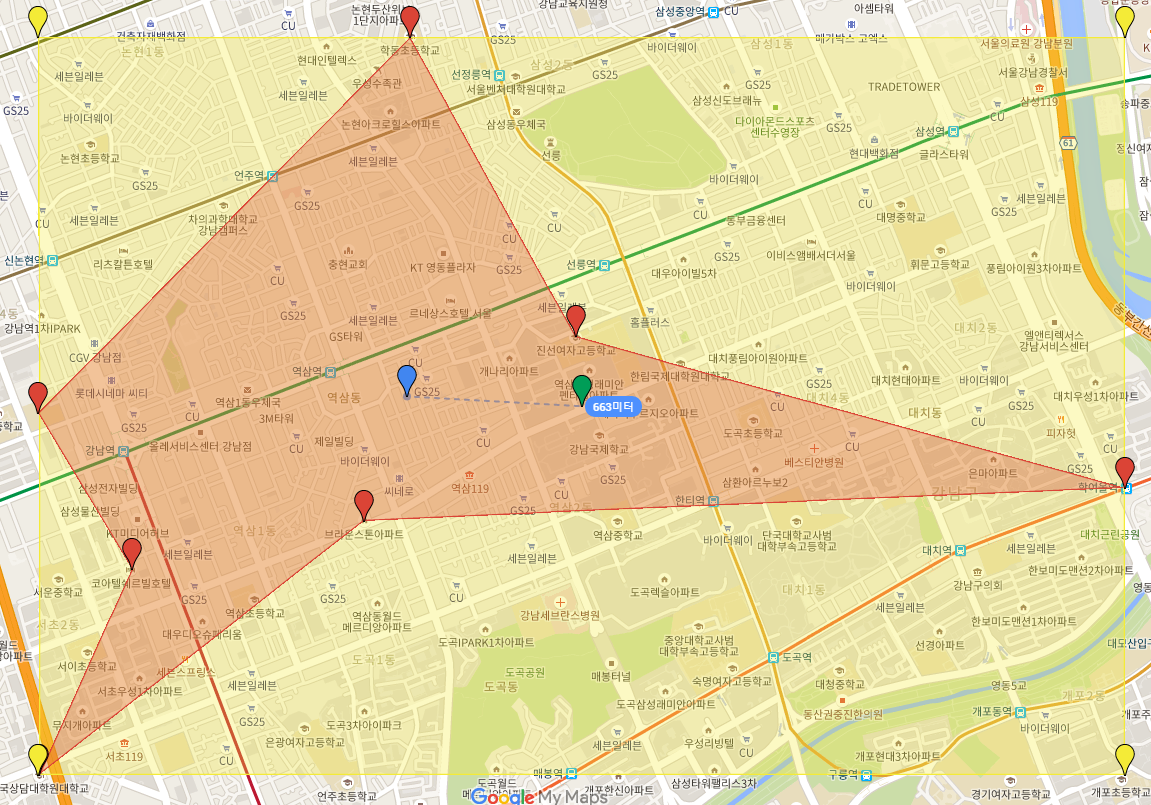 논현두산위브
1단지아파트
강남교육지원청
삼성중앙역
CU
아셈타워
CU
건축자재백화점
논현1동
학동초등학교
GS25
바이더웨이
메가박스 코엑스
삼성1동
서울의료원 강남분원
현대인텔렉스
세븐일레븐
선정릉역
삼성2동
GS25
CU
서울강남경찰서
우성수족관
서울벤처대학원대학교
TRADETOWER
세븐일레븐
삼성신도브래뉴
삼성119
GS25
CU
송파중
바이더웨이
논현아크로힐스아파트
삼성동우체국
다이아몬드스포츠
센터수영장
GS25
삼성역
61
논현초등학교
세븐일레븐
선릉
현대백화점
글라스타워
GS25
언주역
바이더웨이
CU
세븐일레븐
GS25
세븐일레븐
차의과학대학교
강남캠퍼스
CU
CU
CU
동부금융센터
대명중학교
GS25
CU
신논현역
리츠칼튼호텔
충현교회
KT 영동플라자
GS25
선릉역
GS25
대우아이빌5차
이비스앰배서더서울
휘문고등학교
풍림아이원3차아파트
CU
바이더웨이
강남역1차IPARK
GS25
세븐일레븐
르네상스호텔 서울
세븐일레븐
홈플러스
GS타워
대치2동
엘앤티렉서스
강남서비스센터
CGV 강남점
진선여자고등학교
CU
개나리아파트
대치풍림아이원아파트
GS25
역삼역
한림국제대학원대학교
대치현대아파트
롯데시네마 씨티
역삼동
GS25
663미터
대치4동
대치우성1차아파트
역삼1동우체국
3M타워
대치동
피자헛
올레서비스센터 강남점
제일빌딩
CU
CU
강남국제학교
도곡초등학교
CU
강남역
바이더웨이
베스티안병원
GS25
은마아파트
삼성전자빌딩
씨네로
역삼119
GS25
삼환아르누보2
학여울역
강남구
삼성물산빌딩
CU
GS25
역삼2동
한티역
KT미디어허브
역삼1동
브라운스톤아파트
역삼중학교
바이더웨이
단국대학교사범
대학부속고등학교
대치근린공원
세븐일레븐
세븐일레븐
대치역
코아텔쉐르빌호텔
서운중학교
GS25
GS25
CU
도곡렉슬아파트
대치1동
강남구의회
한보미도맨션2차아파트
역삼초등학교
강남세브란스병원
세븐일레븐
서초2동
대우디오슈페리움
역삼동월드
메르디앙아파트
한보미도맨션1차아파트
도곡IPARK1차아파트
중앙대학교사범
대학부속고등학교
선경아파트
서이초등학교
도곡1동
도곡역
세븐스프링스
도곡공원
매봉터널
숙명여자고등학교
대청중학교
영동5교
서초우성1차아파트
세븐일레븐
도곡동
개포2동
도곡삼성래미안아파트
무지개아파트
GS25
도곡3차아이파크
동산권중진한의원
개포동역
바이더웨이
은광여자고등학교
세븐일레븐
우성리빙텔
서초119
CU
CU
개포현대3차아파트
GS25
도곡월드
매봉역
구룡역
언주초등학교
개포한신아파트
삼성타워팰리스3차
경기여자고등학교
개포초등학교
Google My Maps